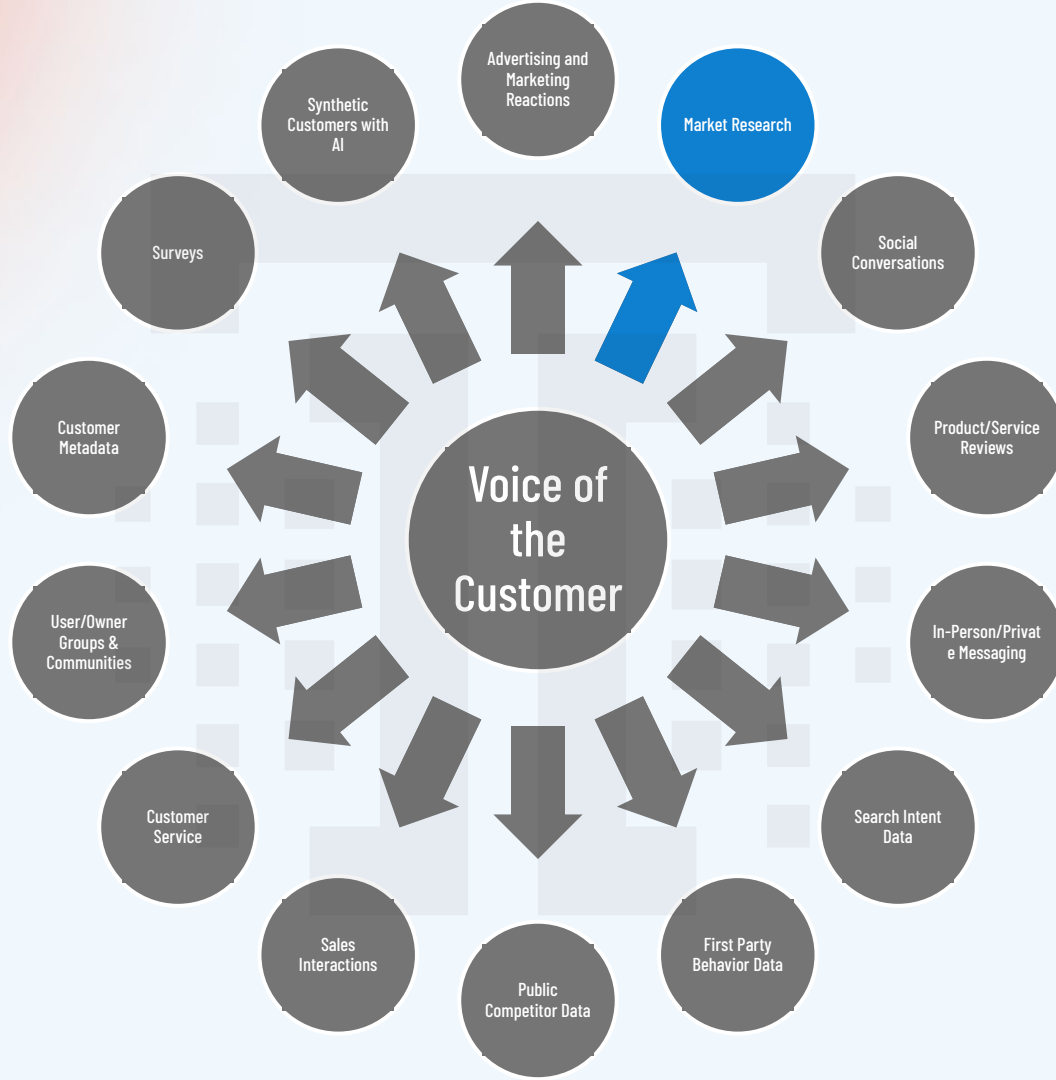 Advertising and
Marketing
Reactions
Market Research
Social
Conversations
Product/Service
Reviews
In-Person/Privat
e Messaging
Search Intent
Data
First Party
Behavior Data
Public
Competitor Data
Sales
Interactions
Customer
Service
User/Owner
Groups &
Communities
Customer
Metadata
Surveys
Synthetic
Customers with
AI
Voice of
the
Customer